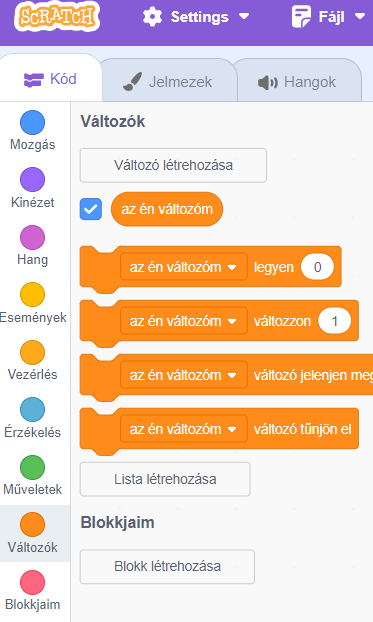 SCRATCH Settings Fájl
Kód Jelmezek Hangok
Mozgás
Kinézet
Hang
Események
Vezérlés
Érzékelés
Műveletek
Változók
Blokkjaim
Változók
Változó létrehozása
az én változóm
az én változóm legyen 0
az én változóm változzon 1
az én változóm változó jelenjen meg
az én változóm változó tűnjön el
Lista létrehozása
Blokkjaim
Blokk létrehozása